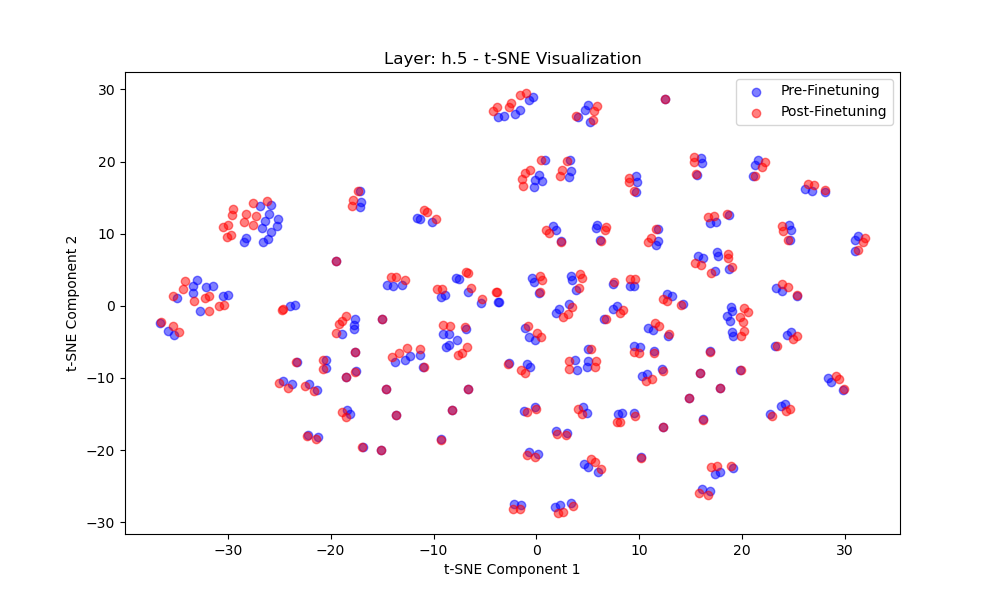 Layer: h.5 - t-SNE Visualization
Pre-Finetuning
Post-Finetuning
t-SNE Component 2
30
20
10
0
−10
−20
−30
−30
−20
−10
0
10
20
30
t-SNE Component 1